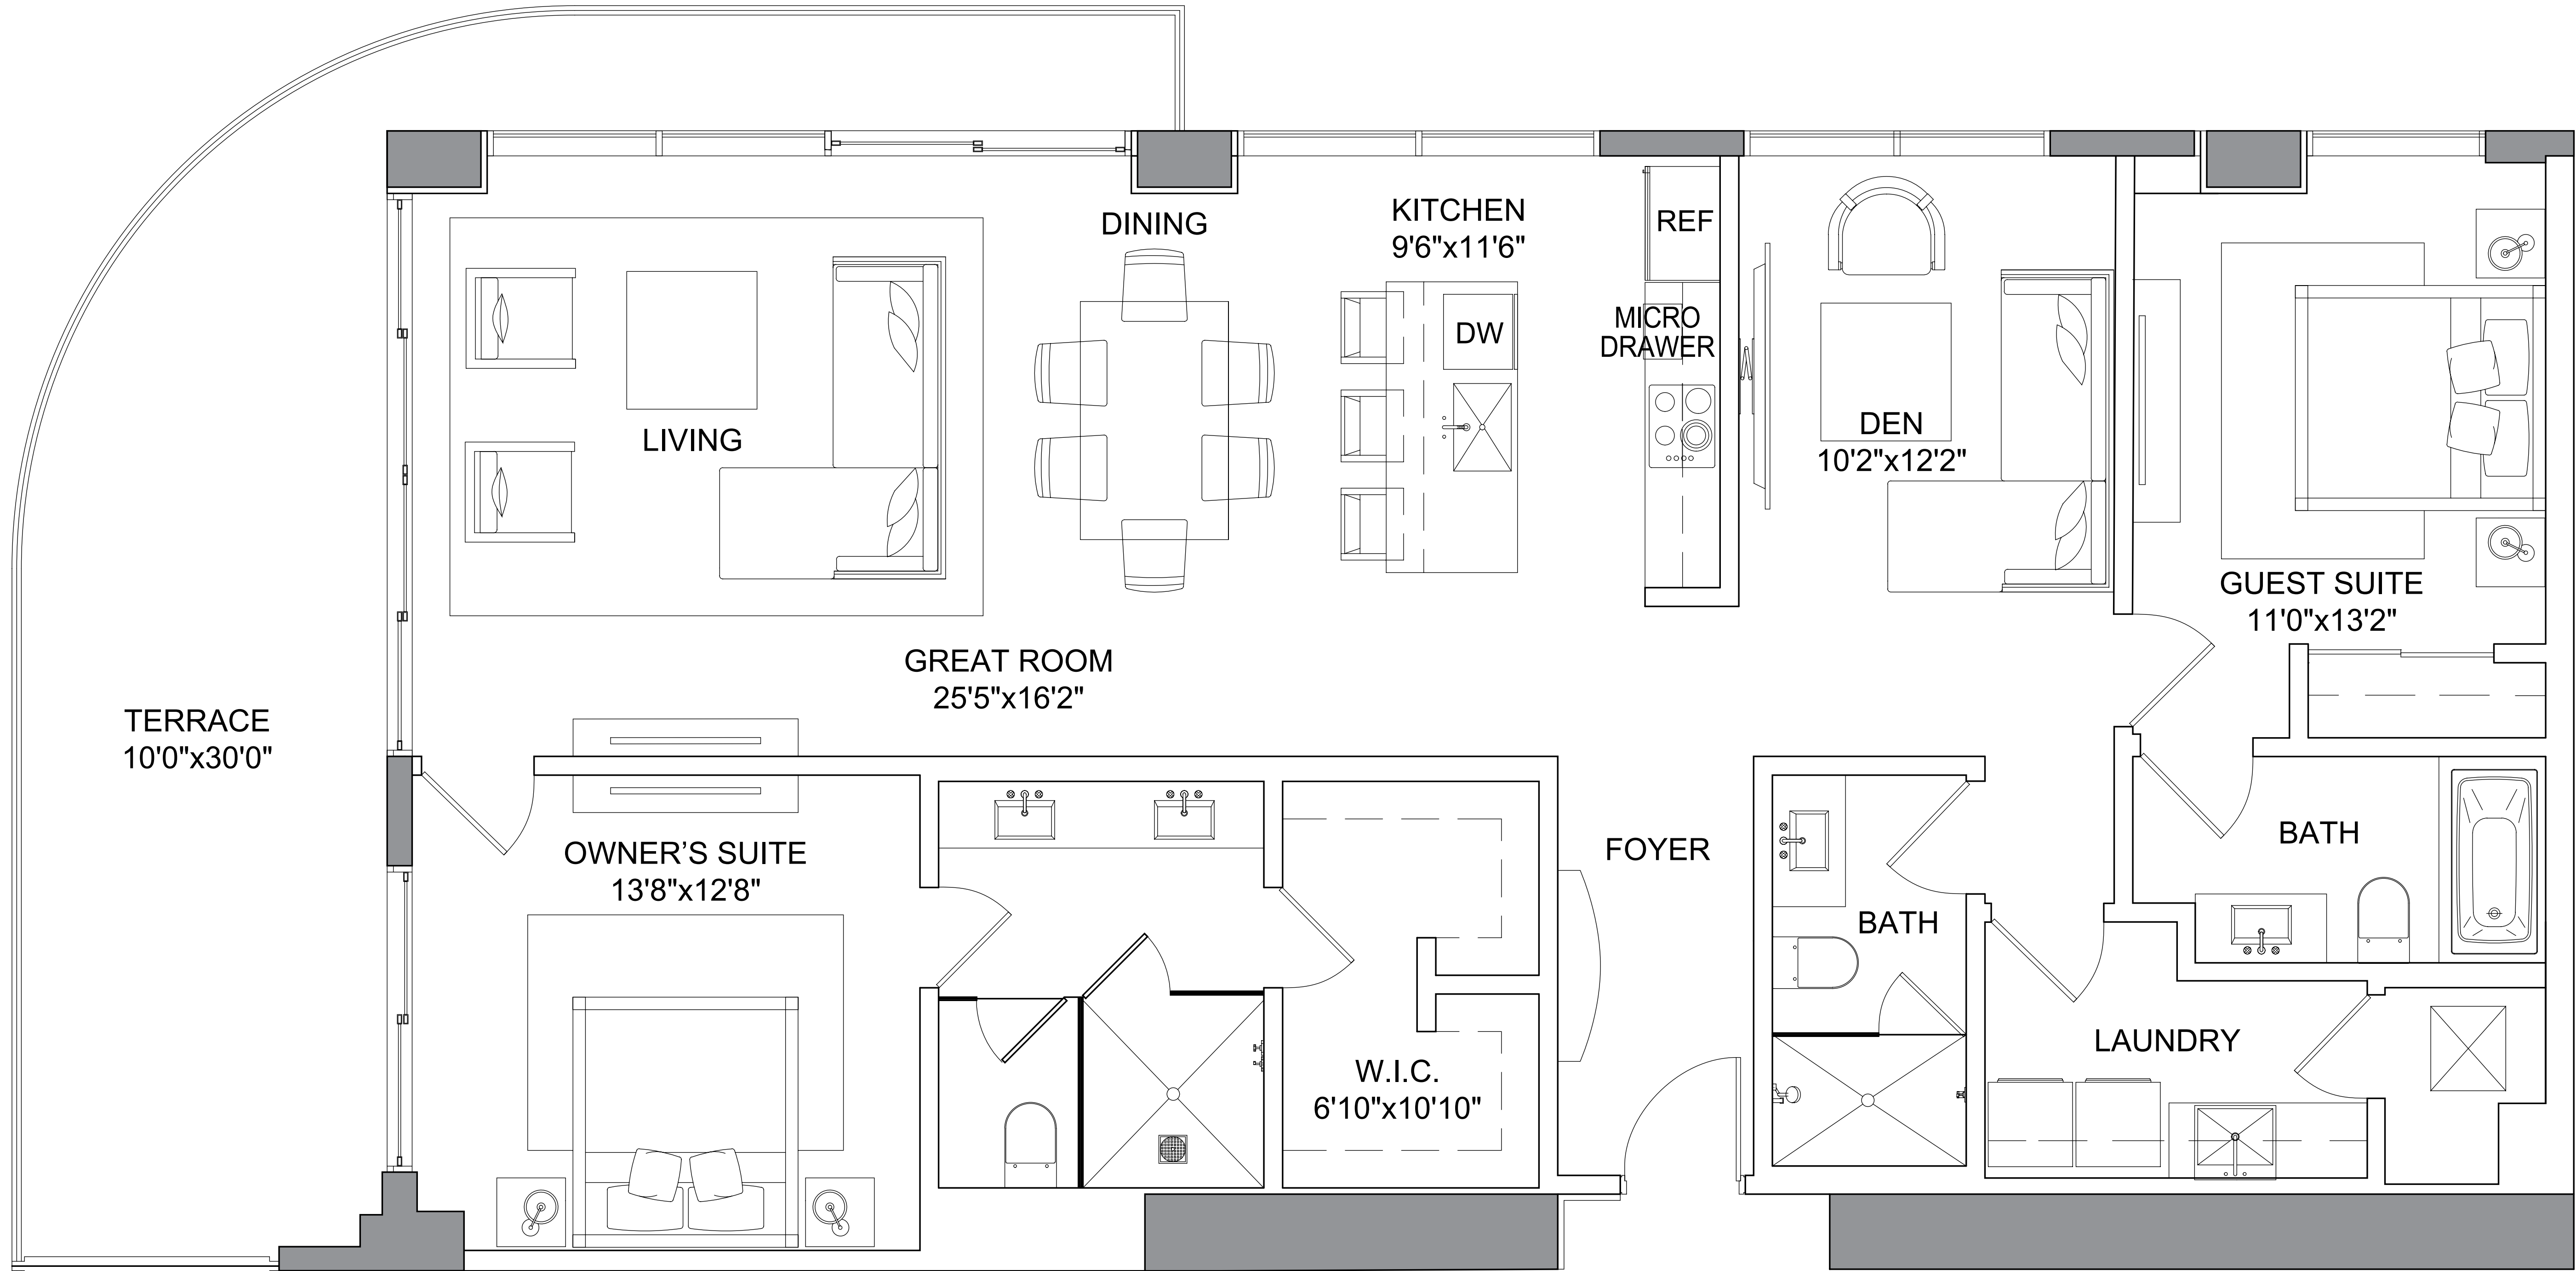 DINING
KITCHEN
9'6"x11'6"
REF
MICRO
DRAWER
DW
LIVING
DEN
10'2"x12'2"
GUEST SUITE
11'0"x13'2"
GREAT ROOM
25'5"x16'2"
TERRACE
10'0"x30'0"
OWNER’S SUITE
13'8"x12'8"
FOYER
BATH
BATH
W.I.C.
6'10"x10'10"
LAUNDRY